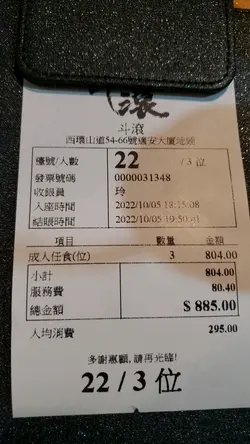 滾
斗滾
西環山道54-66號遠安大廈地鋪
檯號/人數 22 / 3 位
發票號碼 0000031348
收銀員 玲
入座時間 2022/10/05 18:15:08
結賬時間 2022/10/05 19:50:51
項目 數量 金額
成人任食(位) 3 804.00
小計 804.00
服務費 80.40
總金額 $ 885.00
人均消費 295.00
多謝惠顧, 請再光臨!
22 / 3 位